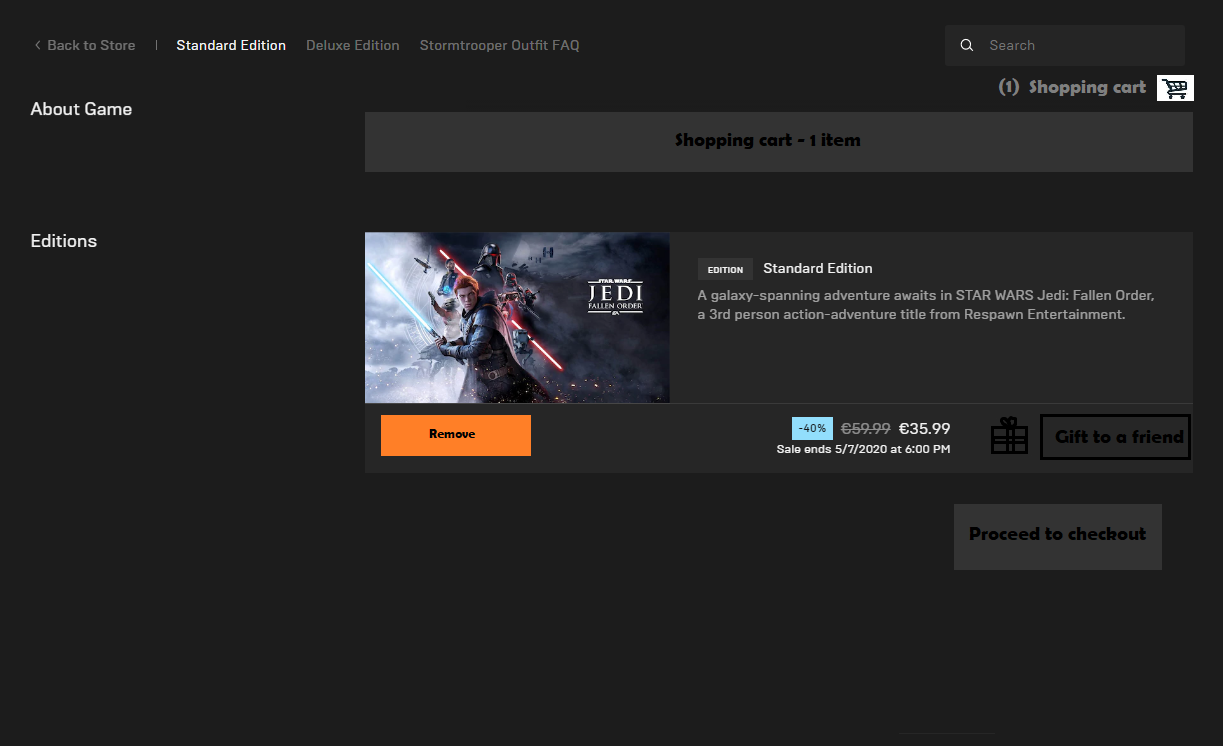 Back to Store | Standard Edition Deluxe Edition Stormtrooper Outfit FAQ
Search
(1) Shopping cart
About Game
Shopping cart - 1 item
Editions
STAR WARS
JEDI
FALLEN ORDER
EA
EDITION Standard Edition
A galaxy-spanning adventure awaits in STAR WARS Jedi: Fallen Order,
a 3rd person action-adventure title from Respawn Entertainment.
Remove
-40% €59.99 €35.99
Sale ends 5/7/2020 at 6:00 PM
Gift to a friend
Proceed to checkout